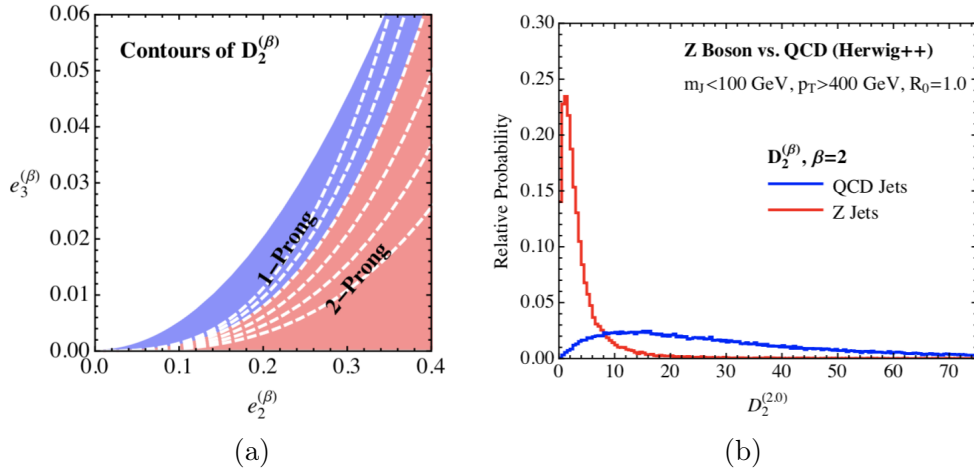 Contours of D₂⁽ᵝ⁾
1-Prong
2-Prong
e₃⁽ᵝ⁾
0.06
0.05
0.04
0.03
0.02
0.01
0.00
0.0 0.1 0.2 0.3 0.4
e₂⁽ᵝ⁾
(a)
Z Boson vs. QCD (Herwig++)
m_J<100 GeV, p_T>400 GeV, R₀=1.0
D₂⁽ᵝ⁾, β=2
QCD Jets
Z Jets
Relative Probability
0.30
0.25
0.20
0.15
0.10
0.05
0.00
0 10 20 30 40 50 60 70
D₂⁽²·⁰⁾
(b)